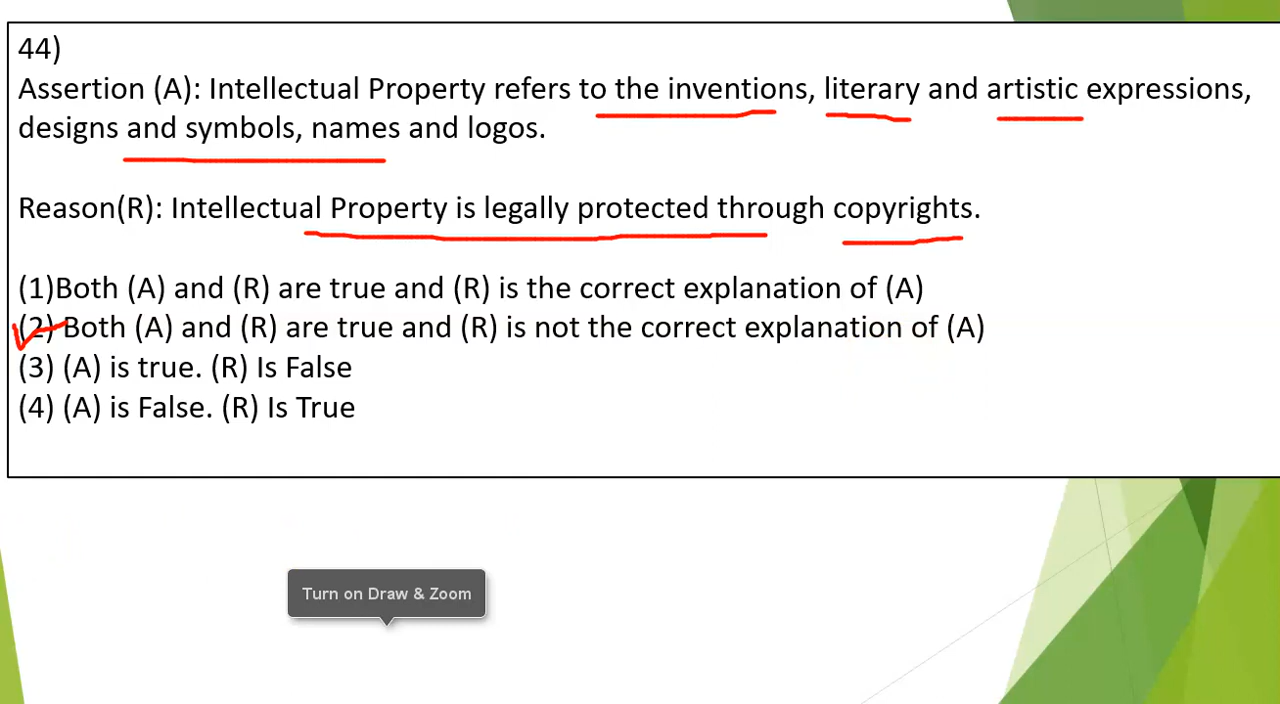 44)
Assertion (A): Intellectual Property refers to the inventions, literary and artistic expressions,
designs and symbols, names and logos.
Reason(R): Intellectual Property is legally protected through copyrights.
(1)Both (A) and (R) are true and (R) is the correct explanation of (A)
(2) Both (A) and (R) are true and (R) is not the correct explanation of (A)
(3) (A) is true. (R) Is False
(4) (A) is False. (R) Is True
Turn on Draw & Zoom